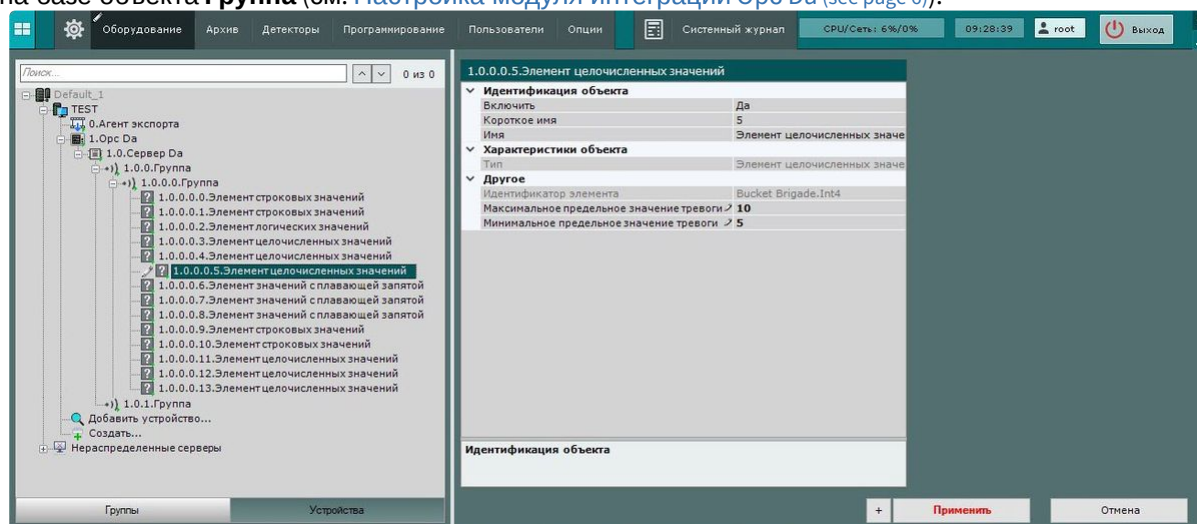 на базе объекта Группа (см. Настройка модуля интеграции Opc Da (see page 6)).
Оборудование Архив Детекторы Программирование Пользователи Опции Системный журнал CPU/Сеть: 6%/0% 09:28:39 root Выход
Поиск... 0 из 0
Default_1
TEST
0.Агент экспорта
1.Opc Da
1.0.Сервер Da
1.0.0.Группа
1.0.0.0.Группа
1.0.0.0.0.Элемент строковых значений
1.0.0.0.1.Элемент строковых значений
1.0.0.0.2.Элемент логических значений
1.0.0.0.3.Элемент целочисленных значений
1.0.0.0.4.Элемент целочисленных значений
1.0.0.0.5.Элемент целочисленных значений
1.0.0.0.6.Элемент значений с плавающей запятой
1.0.0.0.7.Элемент значений с плавающей запятой
1.0.0.0.8.Элемент значений с плавающей запятой
1.0.0.0.9.Элемент строковых значений
1.0.0.0.10.Элемент строковых значений
1.0.0.0.11.Элемент целочисленных значений
1.0.0.0.12.Элемент целочисленных значений
1.0.0.0.13.Элемент целочисленных значений
1.0.1.Группа
Добавить устройство...
Создать...
Нераспределенные серверы
Группы Устройства
1.0.0.0.5.Элемент целочисленных значений
Идентификация объекта
Включить Да
Короткое имя 5
Имя Элемент целочисленных значе
Характеристики объекта
Тип Элемент целочисленных значе
Другое
Идентификатор элемента Bucket Brigade.Int4
Максимальное предельное значение тревоги 10
Минимальное предельное значение тревоги 5
Идентификация объекта
+ Применить Отмена